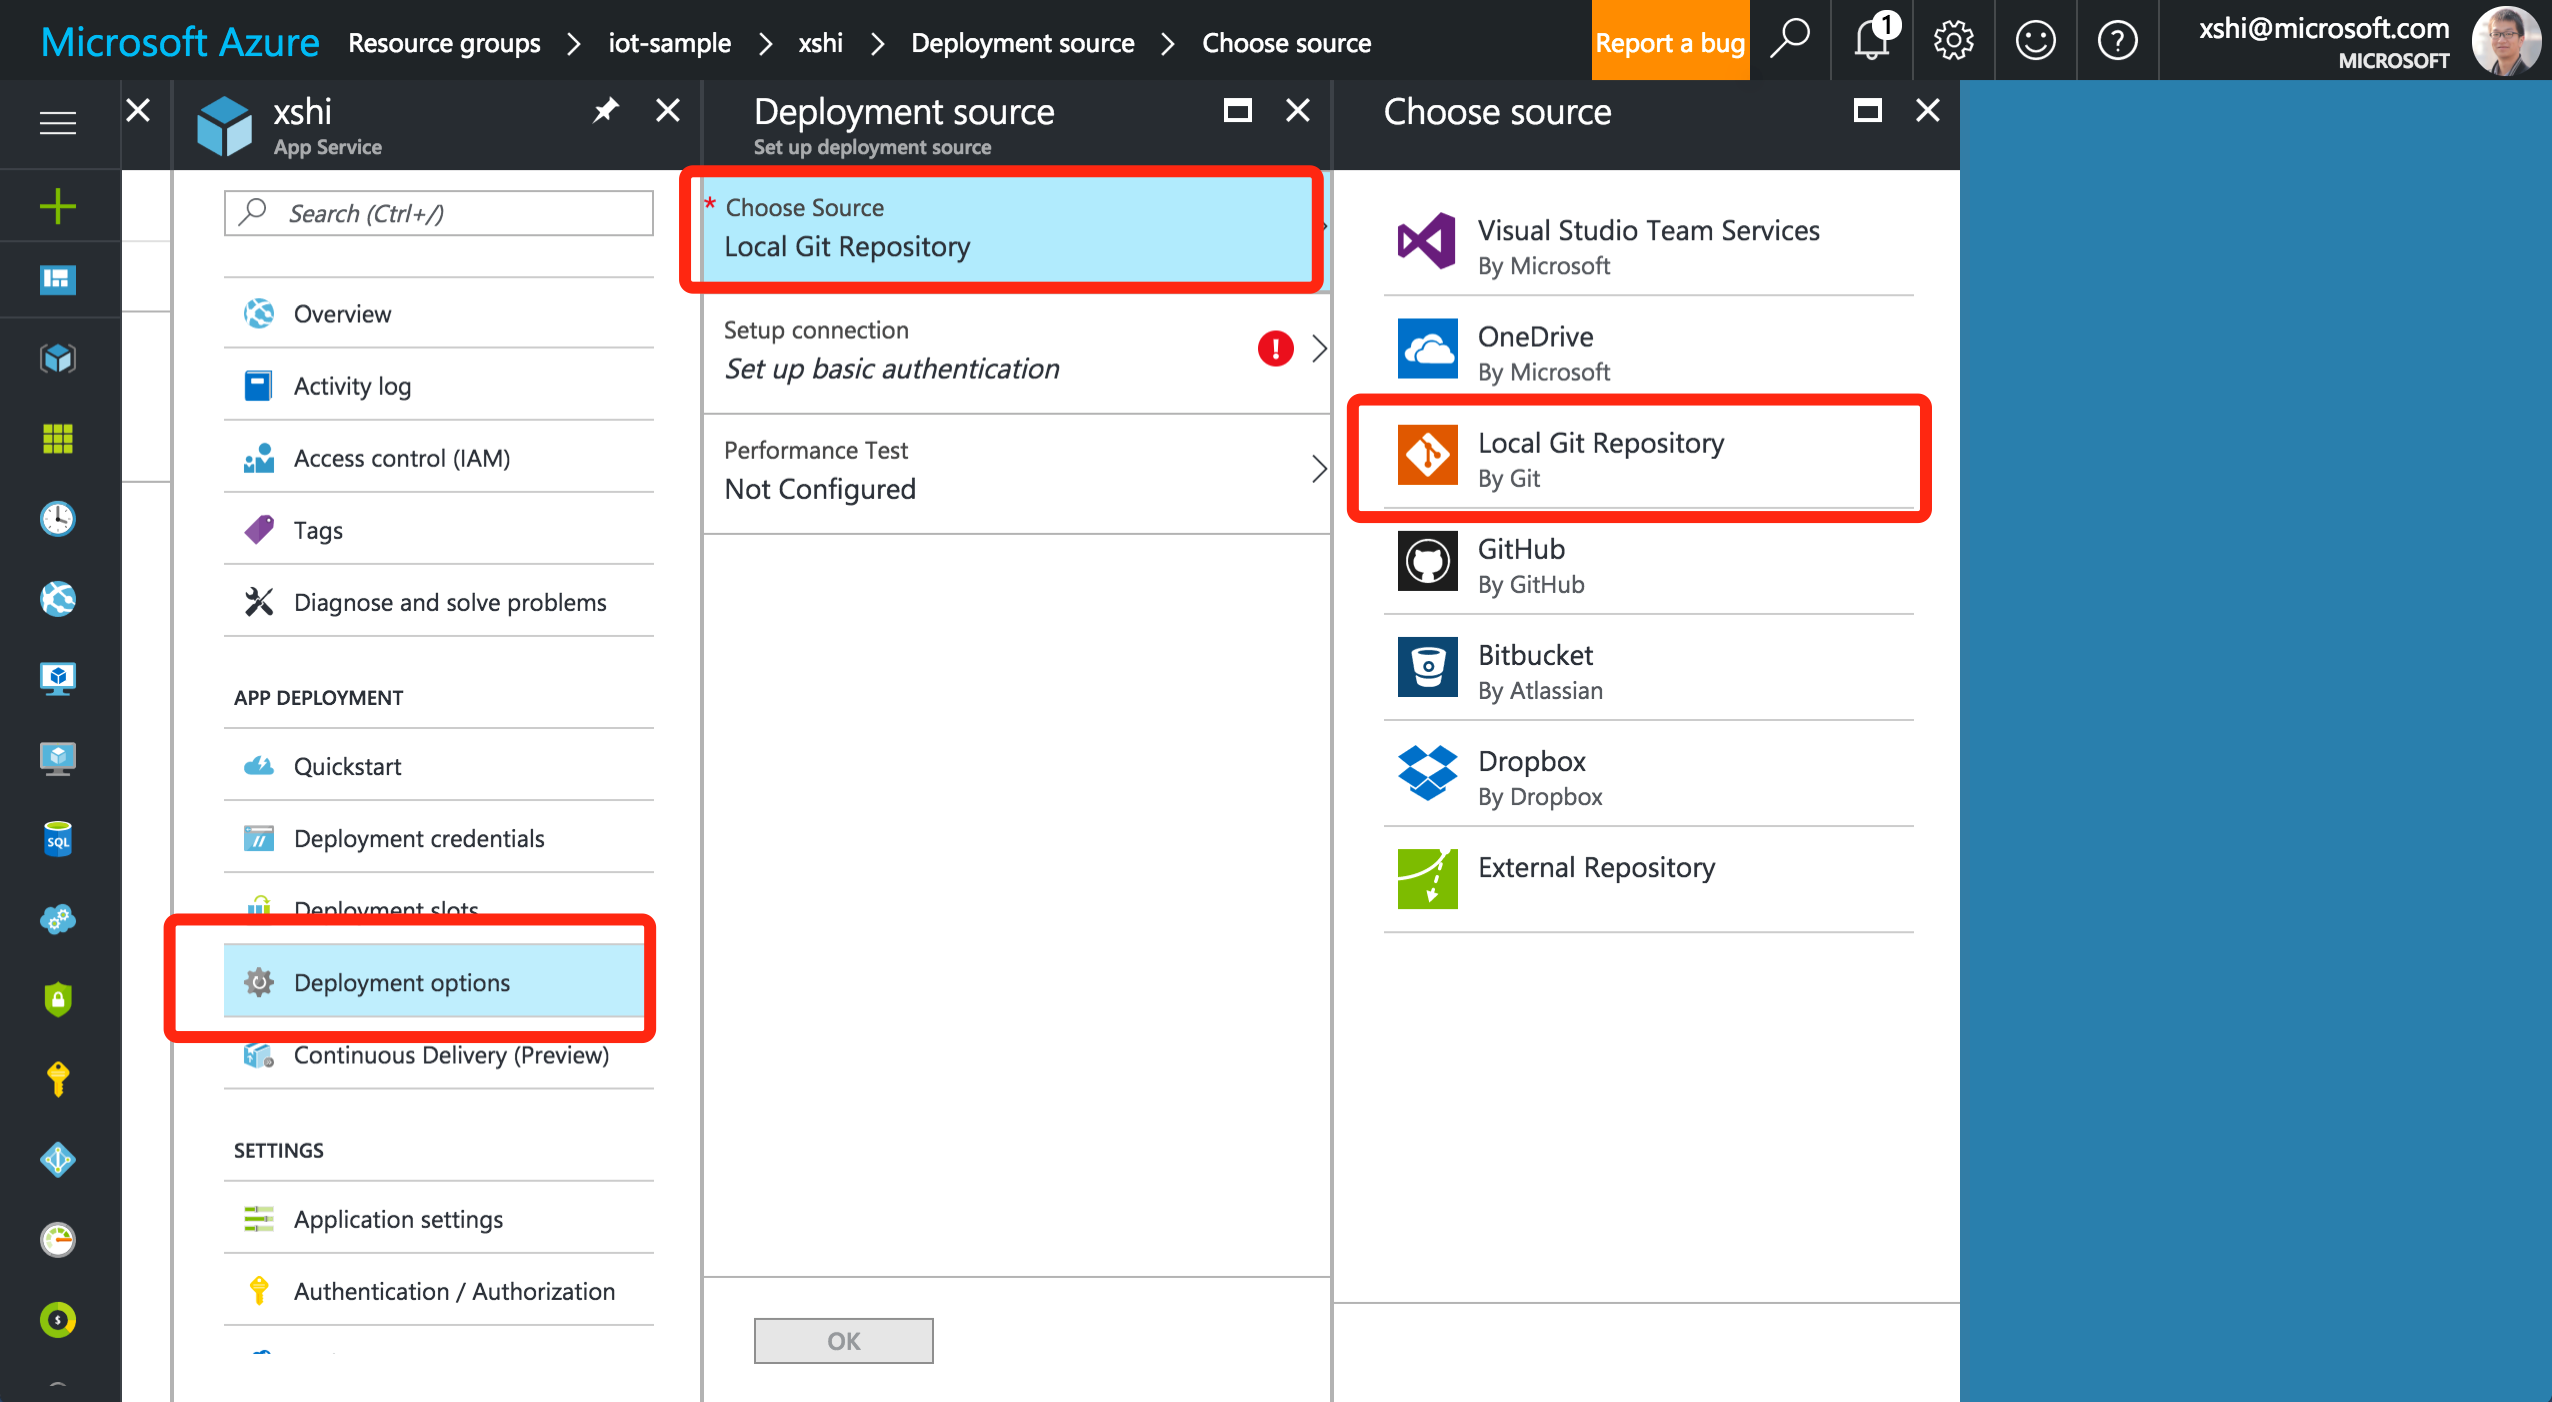 Microsoft Azure Resource groups > iot-sample > xshi > Deployment source > Choose source
Report a bug
1
xshi@microsoft.com
MICROSOFT
xshi
App Service
Search (Ctrl+/)
Overview
Activity log
Access control (IAM)
Tags
Diagnose and solve problems
APP DEPLOYMENT
Quickstart
Deployment credentials
Deployment slots
Deployment options
Continuous Delivery (Preview)
SETTINGS
Application settings
Authentication / Authorization
SQL
Deployment source
Set up deployment source
* Choose Source
Local Git Repository
Setup connection
Set up basic authentication
Performance Test
Not Configured
OK
Choose source
Visual Studio Team Services
By Microsoft
OneDrive
By Microsoft
Local Git Repository
By Git
GitHub
By GitHub
Bitbucket
By Atlassian
Dropbox
By Dropbox
External Repository